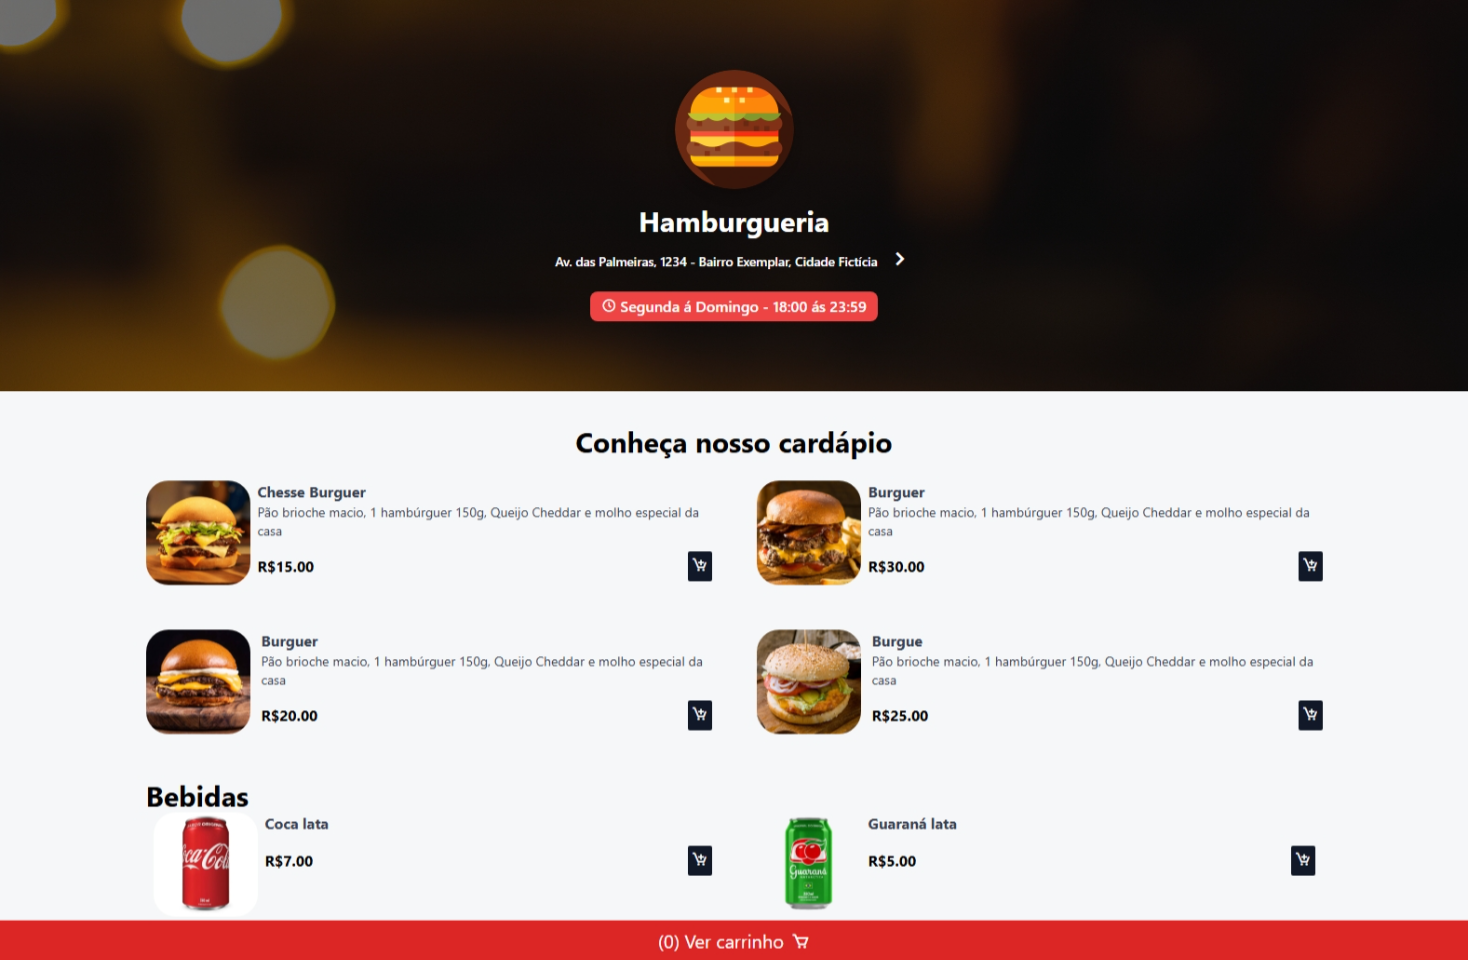 Hamburgueria
Av. das Palmeiras, 1234 - Bairro Exemplar, Cidade Fictícia
Segunda á Domingo - 18:00 ás 23:59
Conheça nosso cardápio
Chesse Burguer
Pão brioche macio, 1 hambúrguer 150g, Queijo Cheddar e molho especial da
casa
R$15.00
Burguer
Pão brioche macio, 1 hambúrguer 150g, Queijo Cheddar e molho especial da
casa
R$30.00
Burguer
Pão brioche macio, 1 hambúrguer 150g, Queijo Cheddar e molho especial da
casa
R$20.00
Burgue
Pão brioche macio, 1 hambúrguer 150g, Queijo Cheddar e molho especial da
casa
R$25.00
Bebidas
Coca lata
R$7.00
Guaraná lata
R$5.00
Guaraná
(0) Ver carrinho